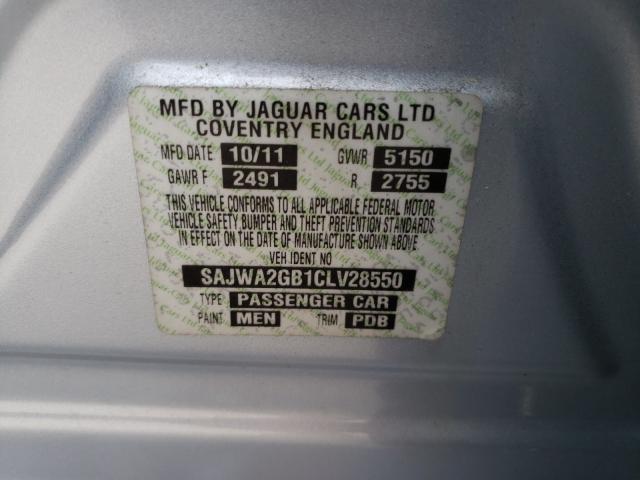 MFD BY JAGUAR CARS LTD
COVENTRY ENGLAND
MFD DATE 10/11 GVWR 5150
GAWR F 2491 R 2755
THIS VEHICLE CONFORMS TO ALL APPLICABLE FEDERAL MOTOR
VEHICLE SAFETY BUMPER AND THEFT PREVENTION STANDARDS
IN EFFECT ON THE DATE OF MANUFACTURE SHOWN ABOVE
VEH IDENT NO
SAJWA2GB1CLV28550
TYPE PASSENGER CAR
PAINT MEN TRIM PDB